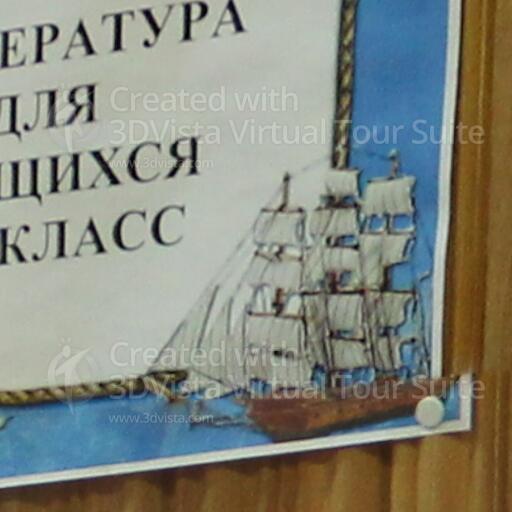 ЕРАТУРА
ДЛЯ
ЩИХСЯ
КЛАСС
Created with
3DVista Virtual Tour Suite
www.3dvista.com
Created with
3DVista Virtual Tour Suite
www.3dvista.com